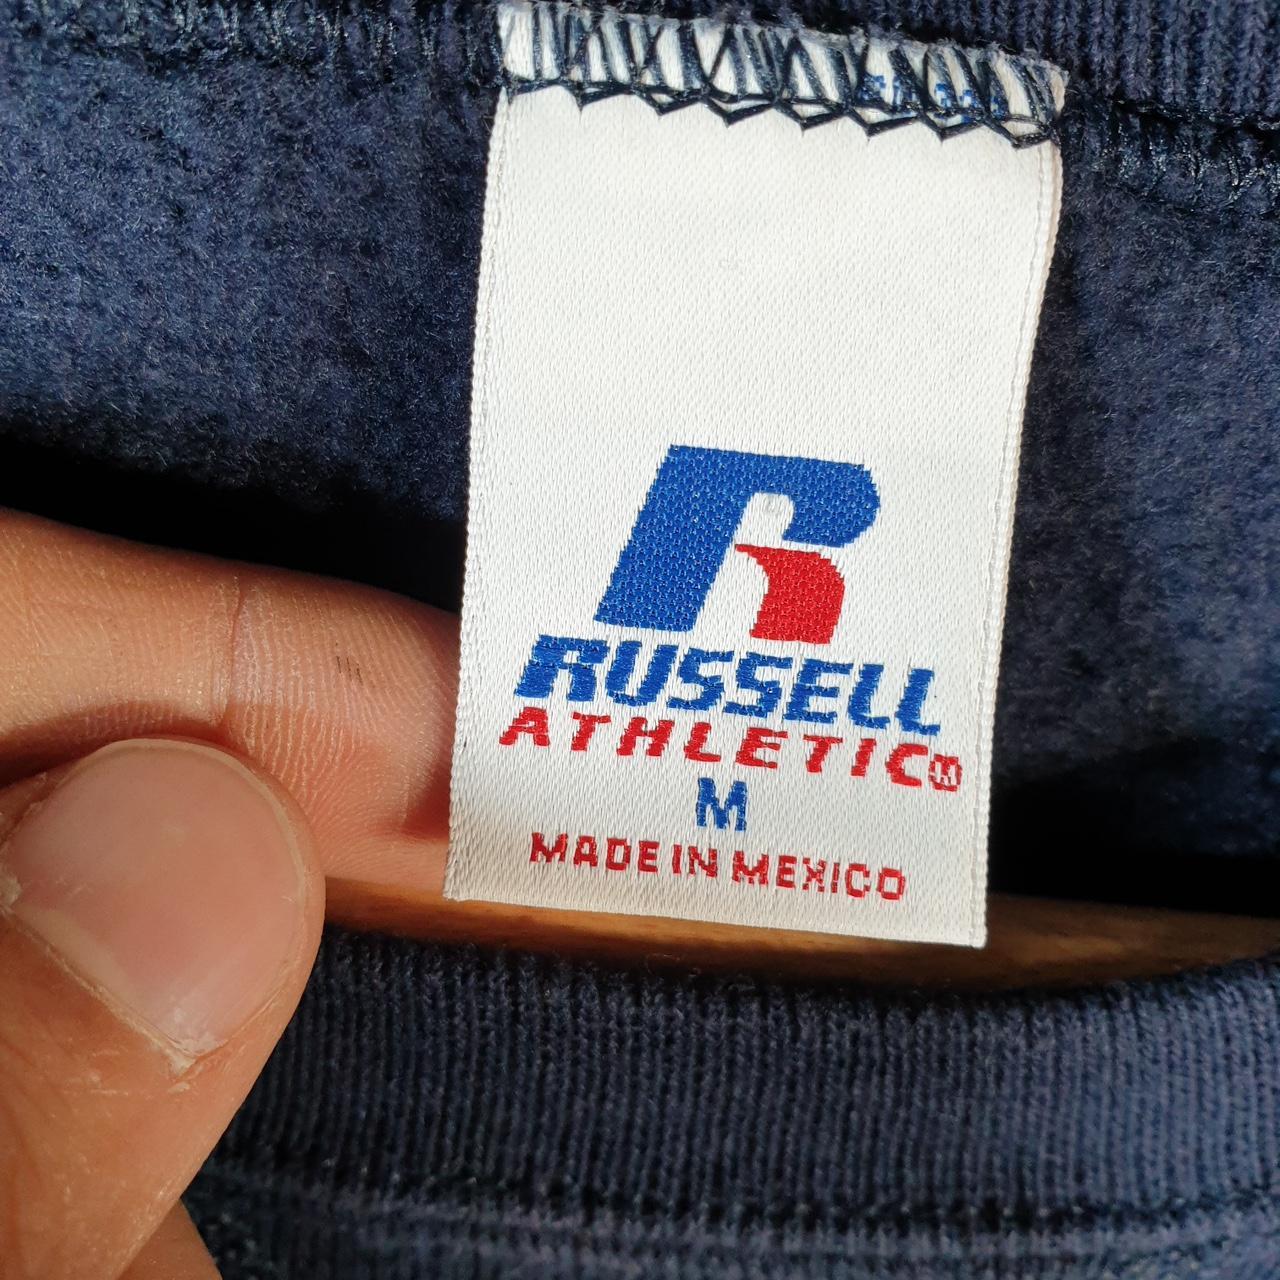 R
RUSSELL
ATHLETIC
M
MADE IN MEXICO